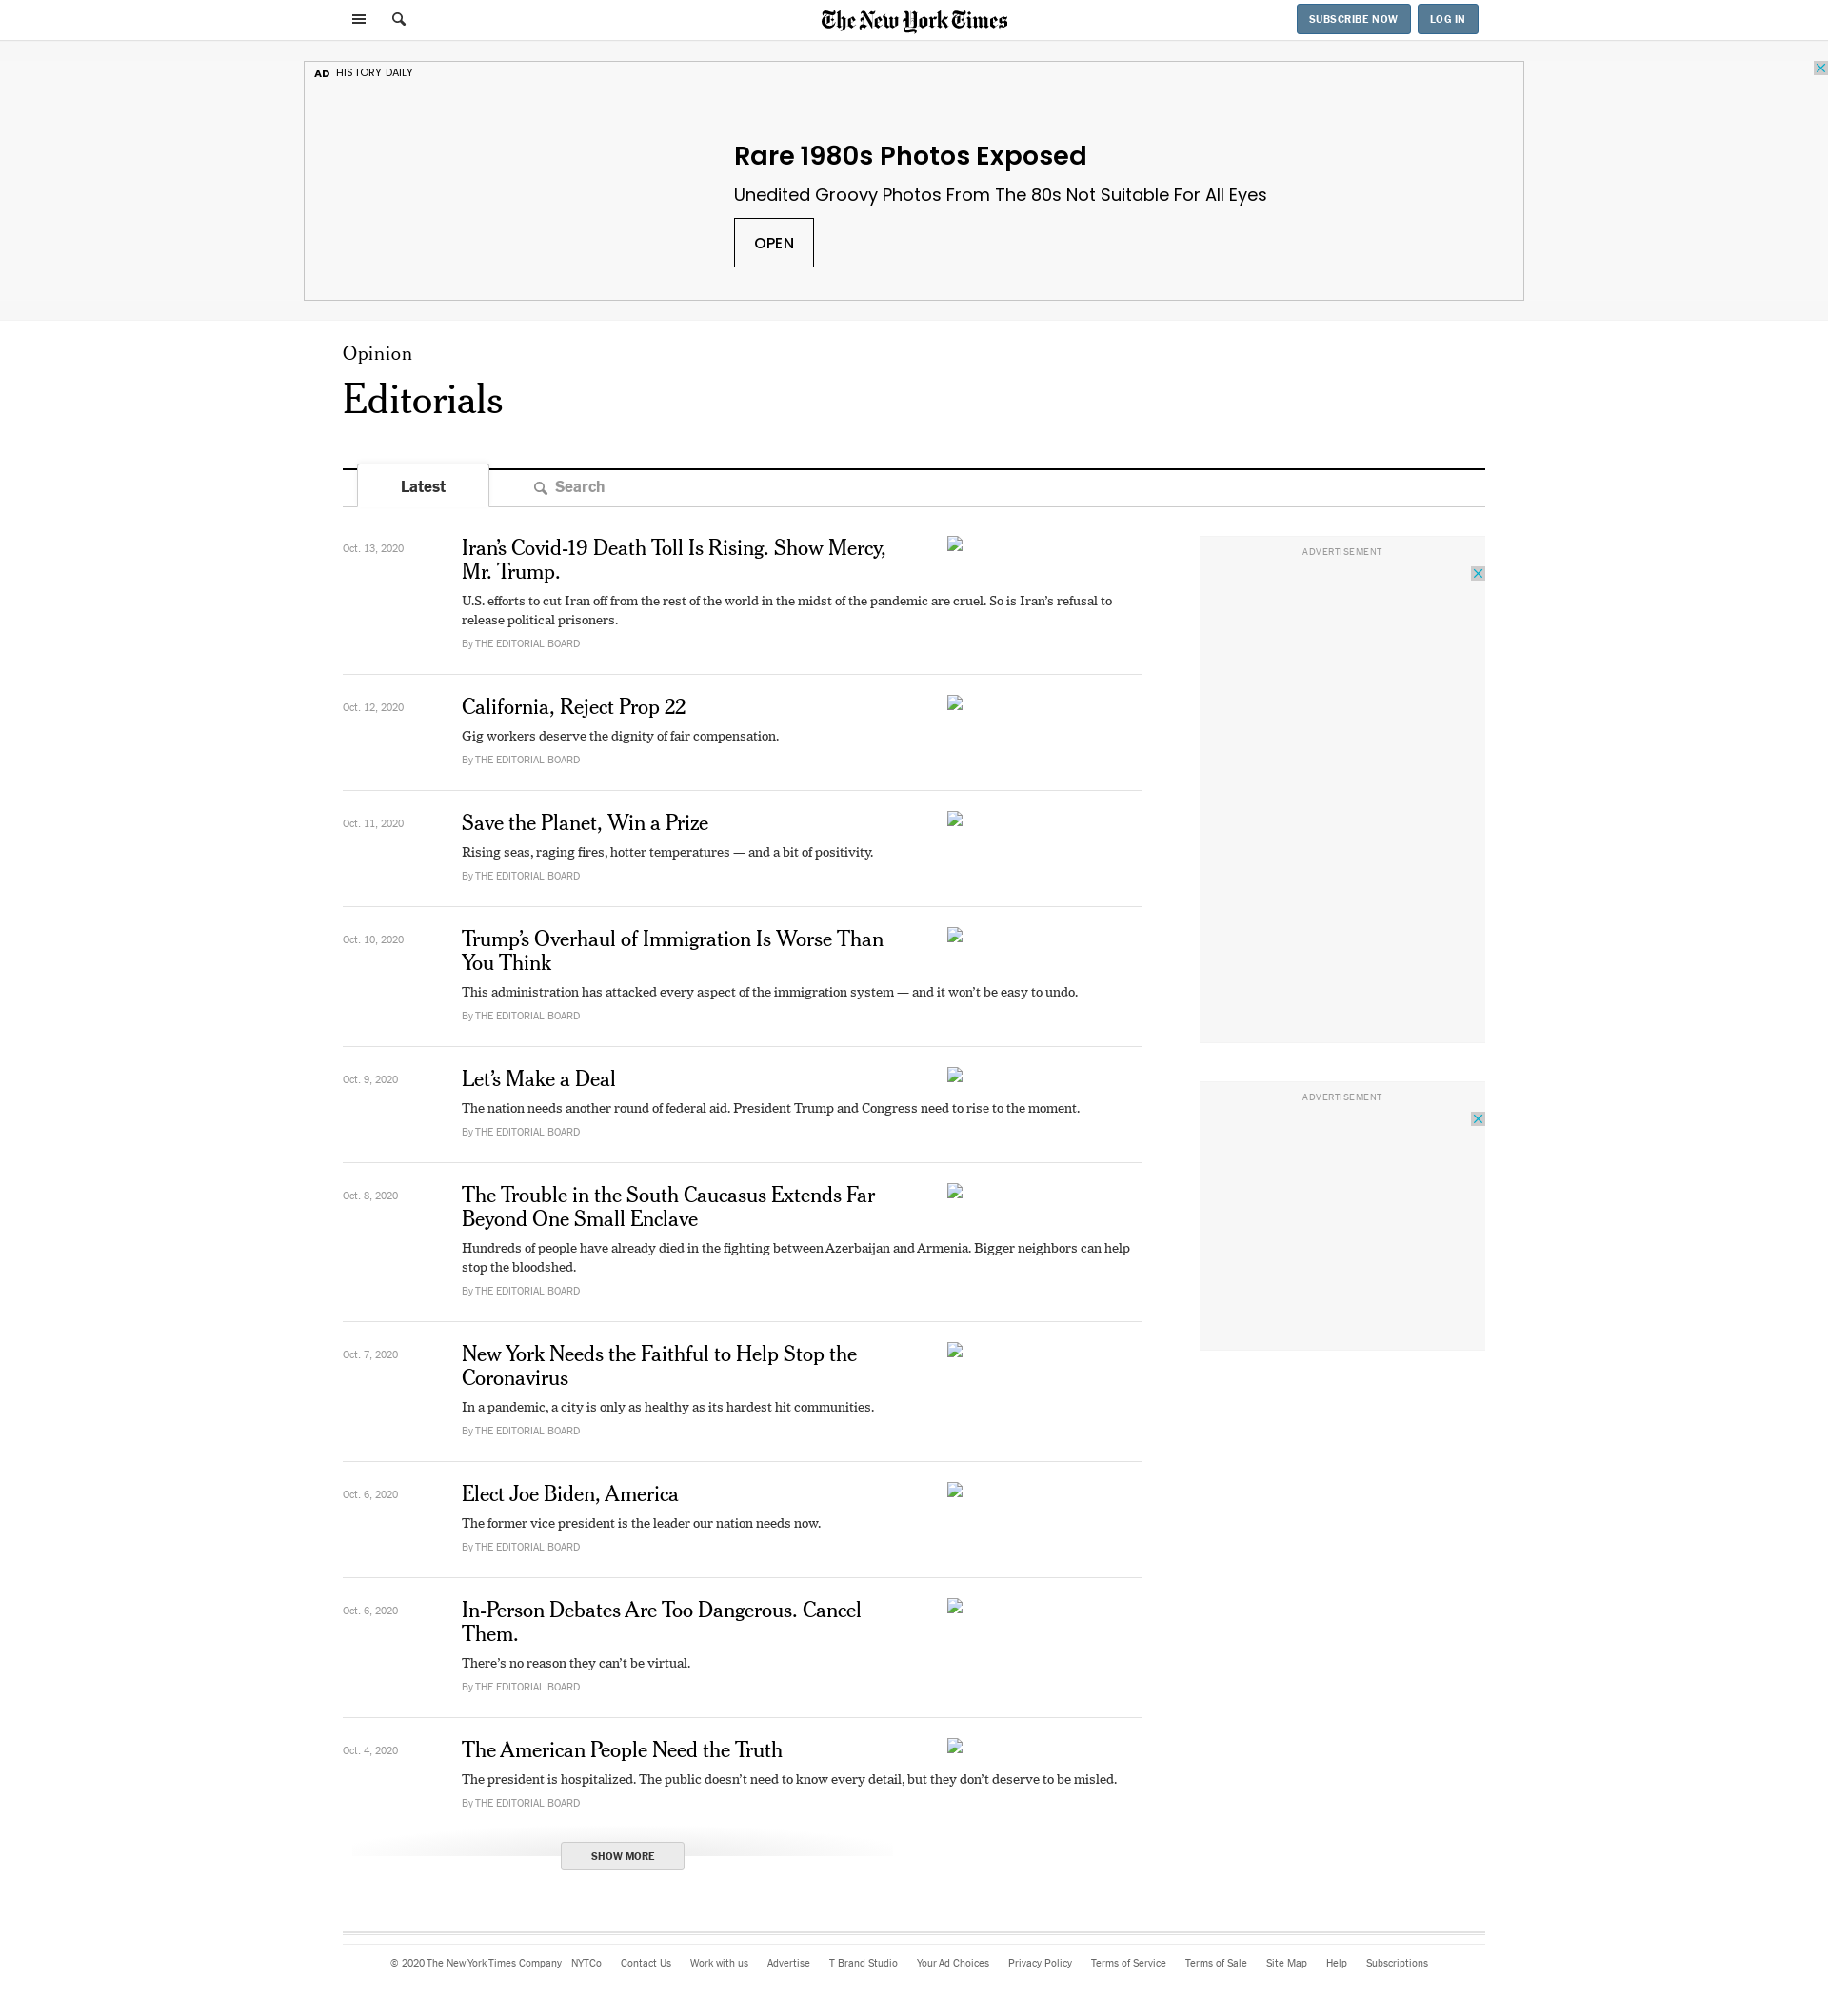 The New York Times
SUBSCRIBE NOW
LOG IN
AD HISTORY DAILY
Rare 1980s Photos Exposed
Unedited Groovy Photos From The 80s Not Suitable For All Eyes
OPEN
Opinion
Editorials
Latest
Search
Oct. 13, 2020
Iran’s Covid-19 Death Toll Is Rising. Show Mercy,
Mr. Trump.
U.S. efforts to cut Iran off from the rest of the world in the midst of the pandemic are cruel. So is Iran’s refusal to
release political prisoners.
By THE EDITORIAL BOARD
Oct. 12, 2020
California, Reject Prop 22
Gig workers deserve the dignity of fair compensation.
By THE EDITORIAL BOARD
Oct. 11, 2020
Save the Planet, Win a Prize
Rising seas, raging fires, hotter temperatures — and a bit of positivity.
By THE EDITORIAL BOARD
Oct. 10, 2020
Trump’s Overhaul of Immigration Is Worse Than
You Think
This administration has attacked every aspect of the immigration system — and it won’t be easy to undo.
By THE EDITORIAL BOARD
Oct. 9, 2020
Let’s Make a Deal
The nation needs another round of federal aid. President Trump and Congress need to rise to the moment.
By THE EDITORIAL BOARD
Oct. 8, 2020
The Trouble in the South Caucasus Extends Far
Beyond One Small Enclave
Hundreds of people have already died in the fighting between Azerbaijan and Armenia. Bigger neighbors can help
stop the bloodshed.
By THE EDITORIAL BOARD
Oct. 7, 2020
New York Needs the Faithful to Help Stop the
Coronavirus
In a pandemic, a city is only as healthy as its hardest hit communities.
By THE EDITORIAL BOARD
Oct. 6, 2020
Elect Joe Biden, America
The former vice president is the leader our nation needs now.
By THE EDITORIAL BOARD
Oct. 6, 2020
In-Person Debates Are Too Dangerous. Cancel
Them.
There’s no reason they can’t be virtual.
By THE EDITORIAL BOARD
Oct. 4, 2020
The American People Need the Truth
The president is hospitalized. The public doesn’t need to know every detail, but they don’t deserve to be misled.
By THE EDITORIAL BOARD
SHOW MORE
ADVERTISEMENT
ADVERTISEMENT
© 2020 The New York Times Company NYTCo Contact Us Work with us Advertise T Brand Studio Your Ad Choices Privacy Policy Terms of Service Terms of Sale Site Map Help Subscriptions